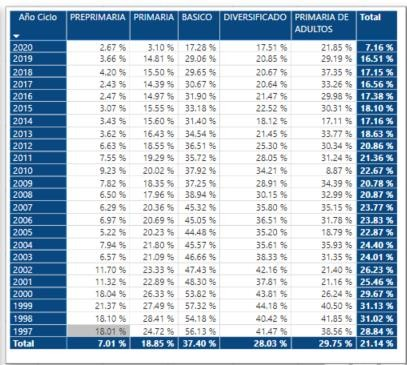 Año Ciclo PREPRIMARIA PRIMARIA BASICO DIVERSIFICADO PRIMARIA DE ADULTOS Total
2020 2.67 % 3.10 % 17.28 % 17.51 % 21.85 % 7.16 %
2019 3.66 % 14.81 % 29.06 % 20.85 % 29.19 % 16.51 %
2018 4.20 % 15.50 % 29.65 % 20.67 % 37.35 % 17.15 %
2017 2.43 % 14.39 % 30.67 % 20.64 % 33.26 % 16.56 %
2016 2.47 % 14.97 % 31.90 % 21.47 % 29.98 % 17.38 %
2015 3.07 % 15.55 % 33.18 % 22.52 % 30.31 % 18.10 %
2014 3.43 % 15.60 % 31.40 % 18.12 % 17.11 % 17.16 %
2013 3.62 % 16.43 % 34.54 % 21.45 % 33.77 % 18.63 %
2012 6.63 % 18.55 % 36.51 % 25.30 % 30.34 % 20.86 %
2011 7.55 % 19.29 % 35.72 % 28.05 % 31.24 % 21.36 %
2010 9.23 % 20.02 % 37.92 % 34.21 % 8.87 % 22.67 %
2009 7.82 % 18.35 % 37.25 % 28.91 % 34.39 % 20.78 %
2008 6.50 % 17.96 % 38.94 % 30.15 % 32.99 % 20.87 %
2007 6.29 % 20.36 % 45.32 % 35.80 % 35.15 % 23.77 %
2006 6.97 % 20.69 % 45.05 % 36.51 % 31.78 % 23.83 %
2005 5.22 % 20.23 % 44.48 % 35.20 % 18.79 % 22.87 %
2004 7.94 % 21.80 % 45.57 % 35.61 % 35.93 % 24.40 %
2003 6.57 % 21.09 % 46.66 % 38.33 % 31.35 % 24.01 %
2002 11.70 % 23.33 % 47.43 % 42.16 % 21.40 % 26.23 %
2001 11.32 % 22.89 % 48.30 % 37.81 % 21.16 % 25.46 %
2000 18.04 % 26.33 % 53.82 % 43.81 % 26.24 % 29.67 %
1999 21.37 % 27.49 % 57.32 % 44.18 % 40.50 % 31.13 %
1998 18.10 % 28.41 % 54.18 % 40.42 % 41.85 % 31.02 %
1997 18.01 % 24.72 % 56.13 % 41.47 % 38.56 % 28.84 %
Total 7.01 % 18.85 % 37.40 % 28.03 % 29.75 % 21.14 %